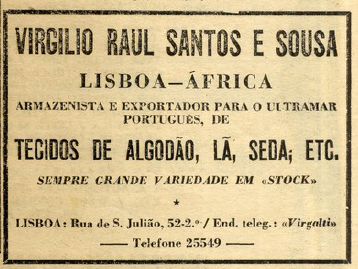 VIRGILIO RAUL SANTOS E SOUSA
LISBOA—ÁFRICA
ARMAZENISTA E EXPORTADOR PARA O ULTRAMAR
PORTUGUÊS, DE
TECIDOS DE ALGODÃO, LÃ, SEDA; ETC.
SEMPRE GRANDE VARIEDADE EM «STOCK»
*
LISBOA: Rua de S. Julião, 52-2.º / End. teleg.: «Virgalti»
— Telefone 25549 —